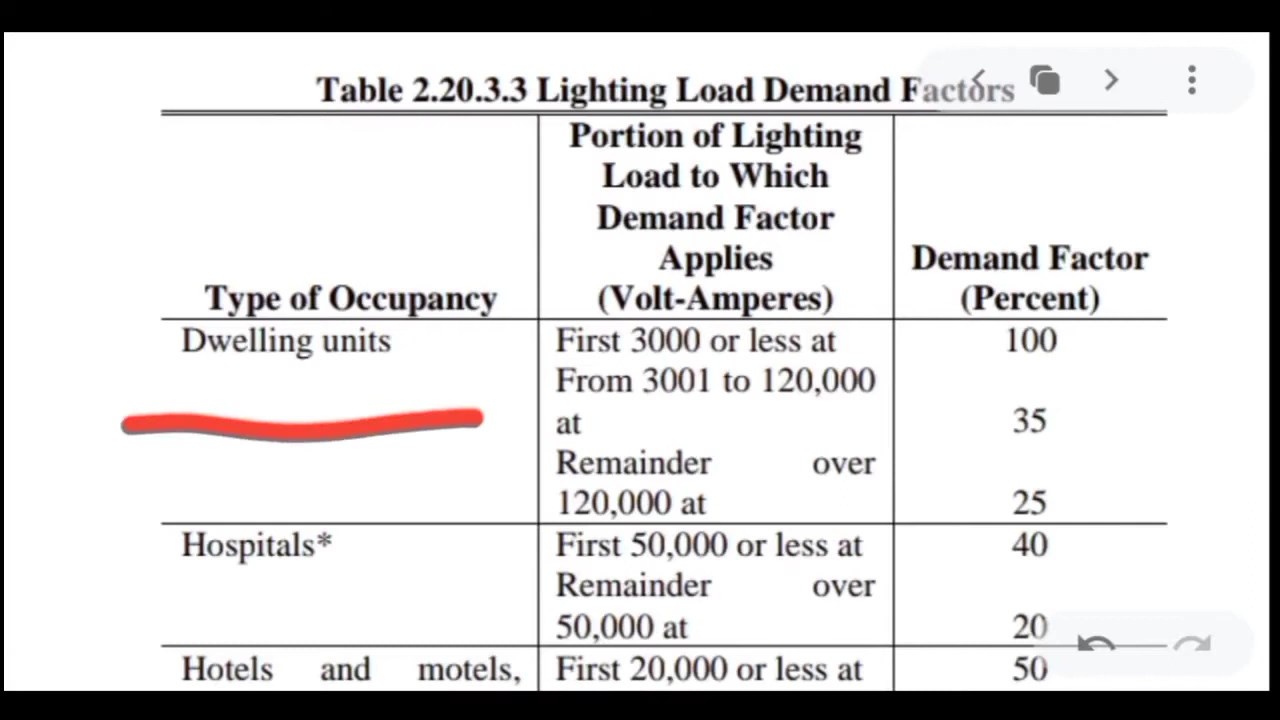 Table 2.20.3.3 Lighting Load Demand Factors
Type of Occupancy
Portion of Lighting
Load to Which
Demand Factor
Applies
(Volt-Amperes)
Demand Factor
(Percent)
Dwelling units
First 3000 or less at
100
From 3001 to 120,000
at
35
Remainder over
120,000 at
25
Hospitals*
First 50,000 or less at
40
Remainder over
50,000 at
20
Hotels and motels,
First 20,000 or less at
50